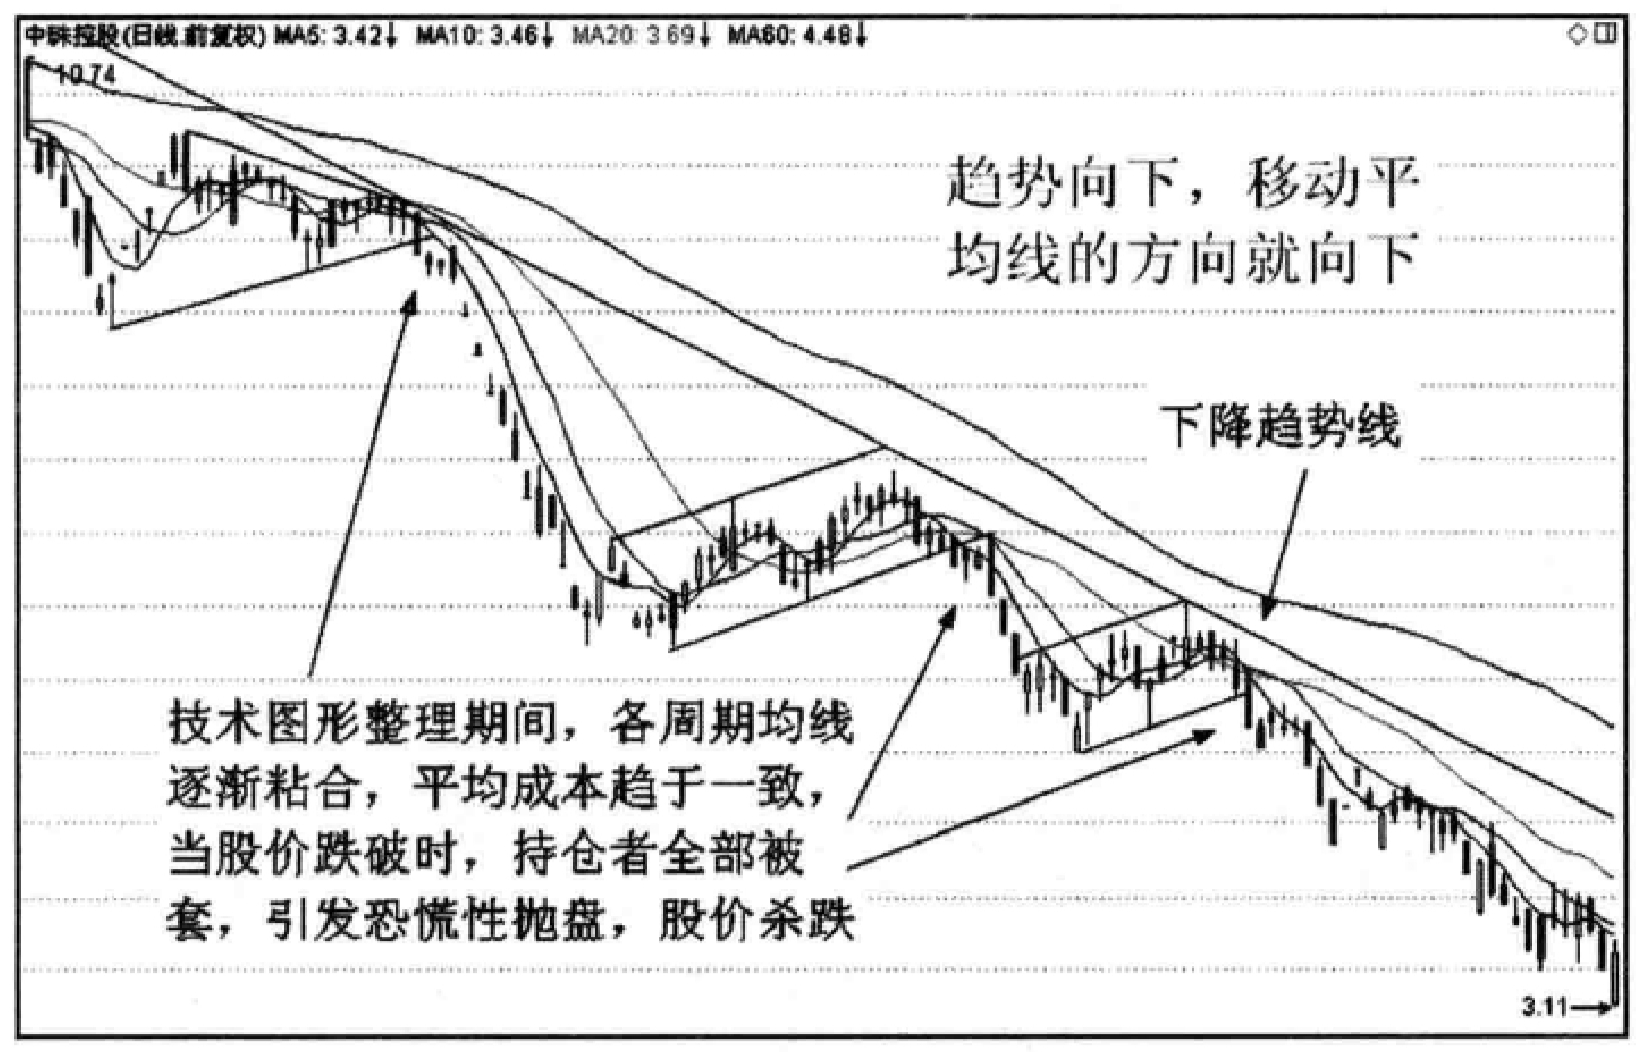 中珠控股(日线.前复权) MA5: 3.42↓ MA10: 3.46↓ MA20: 3.69↓ MA60: 4.48↓
10.74
趋势向下，移动平
均线的方向就向下
下降趋势线
技术图形整理期间，各周期均线
逐渐粘合，平均成本趋于一致，
当股价跌破时，持仓者全部被
套，引发恐慌性抛盘，股价杀跌
3.11